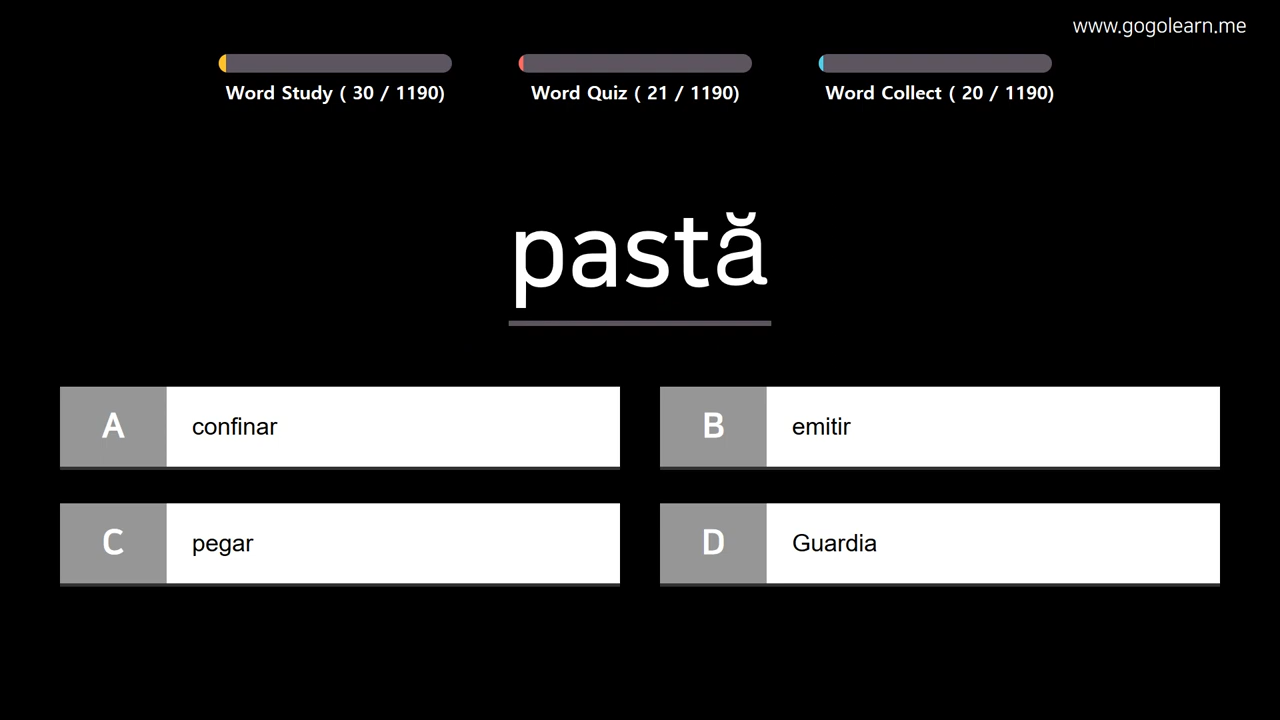 www.gogolearn.me
Word Study ( 30 / 1190)
Word Quiz ( 21 / 1190)
Word Collect ( 20 / 1190)
pastă
A confinar
B emitir
C pegar
D Guardia